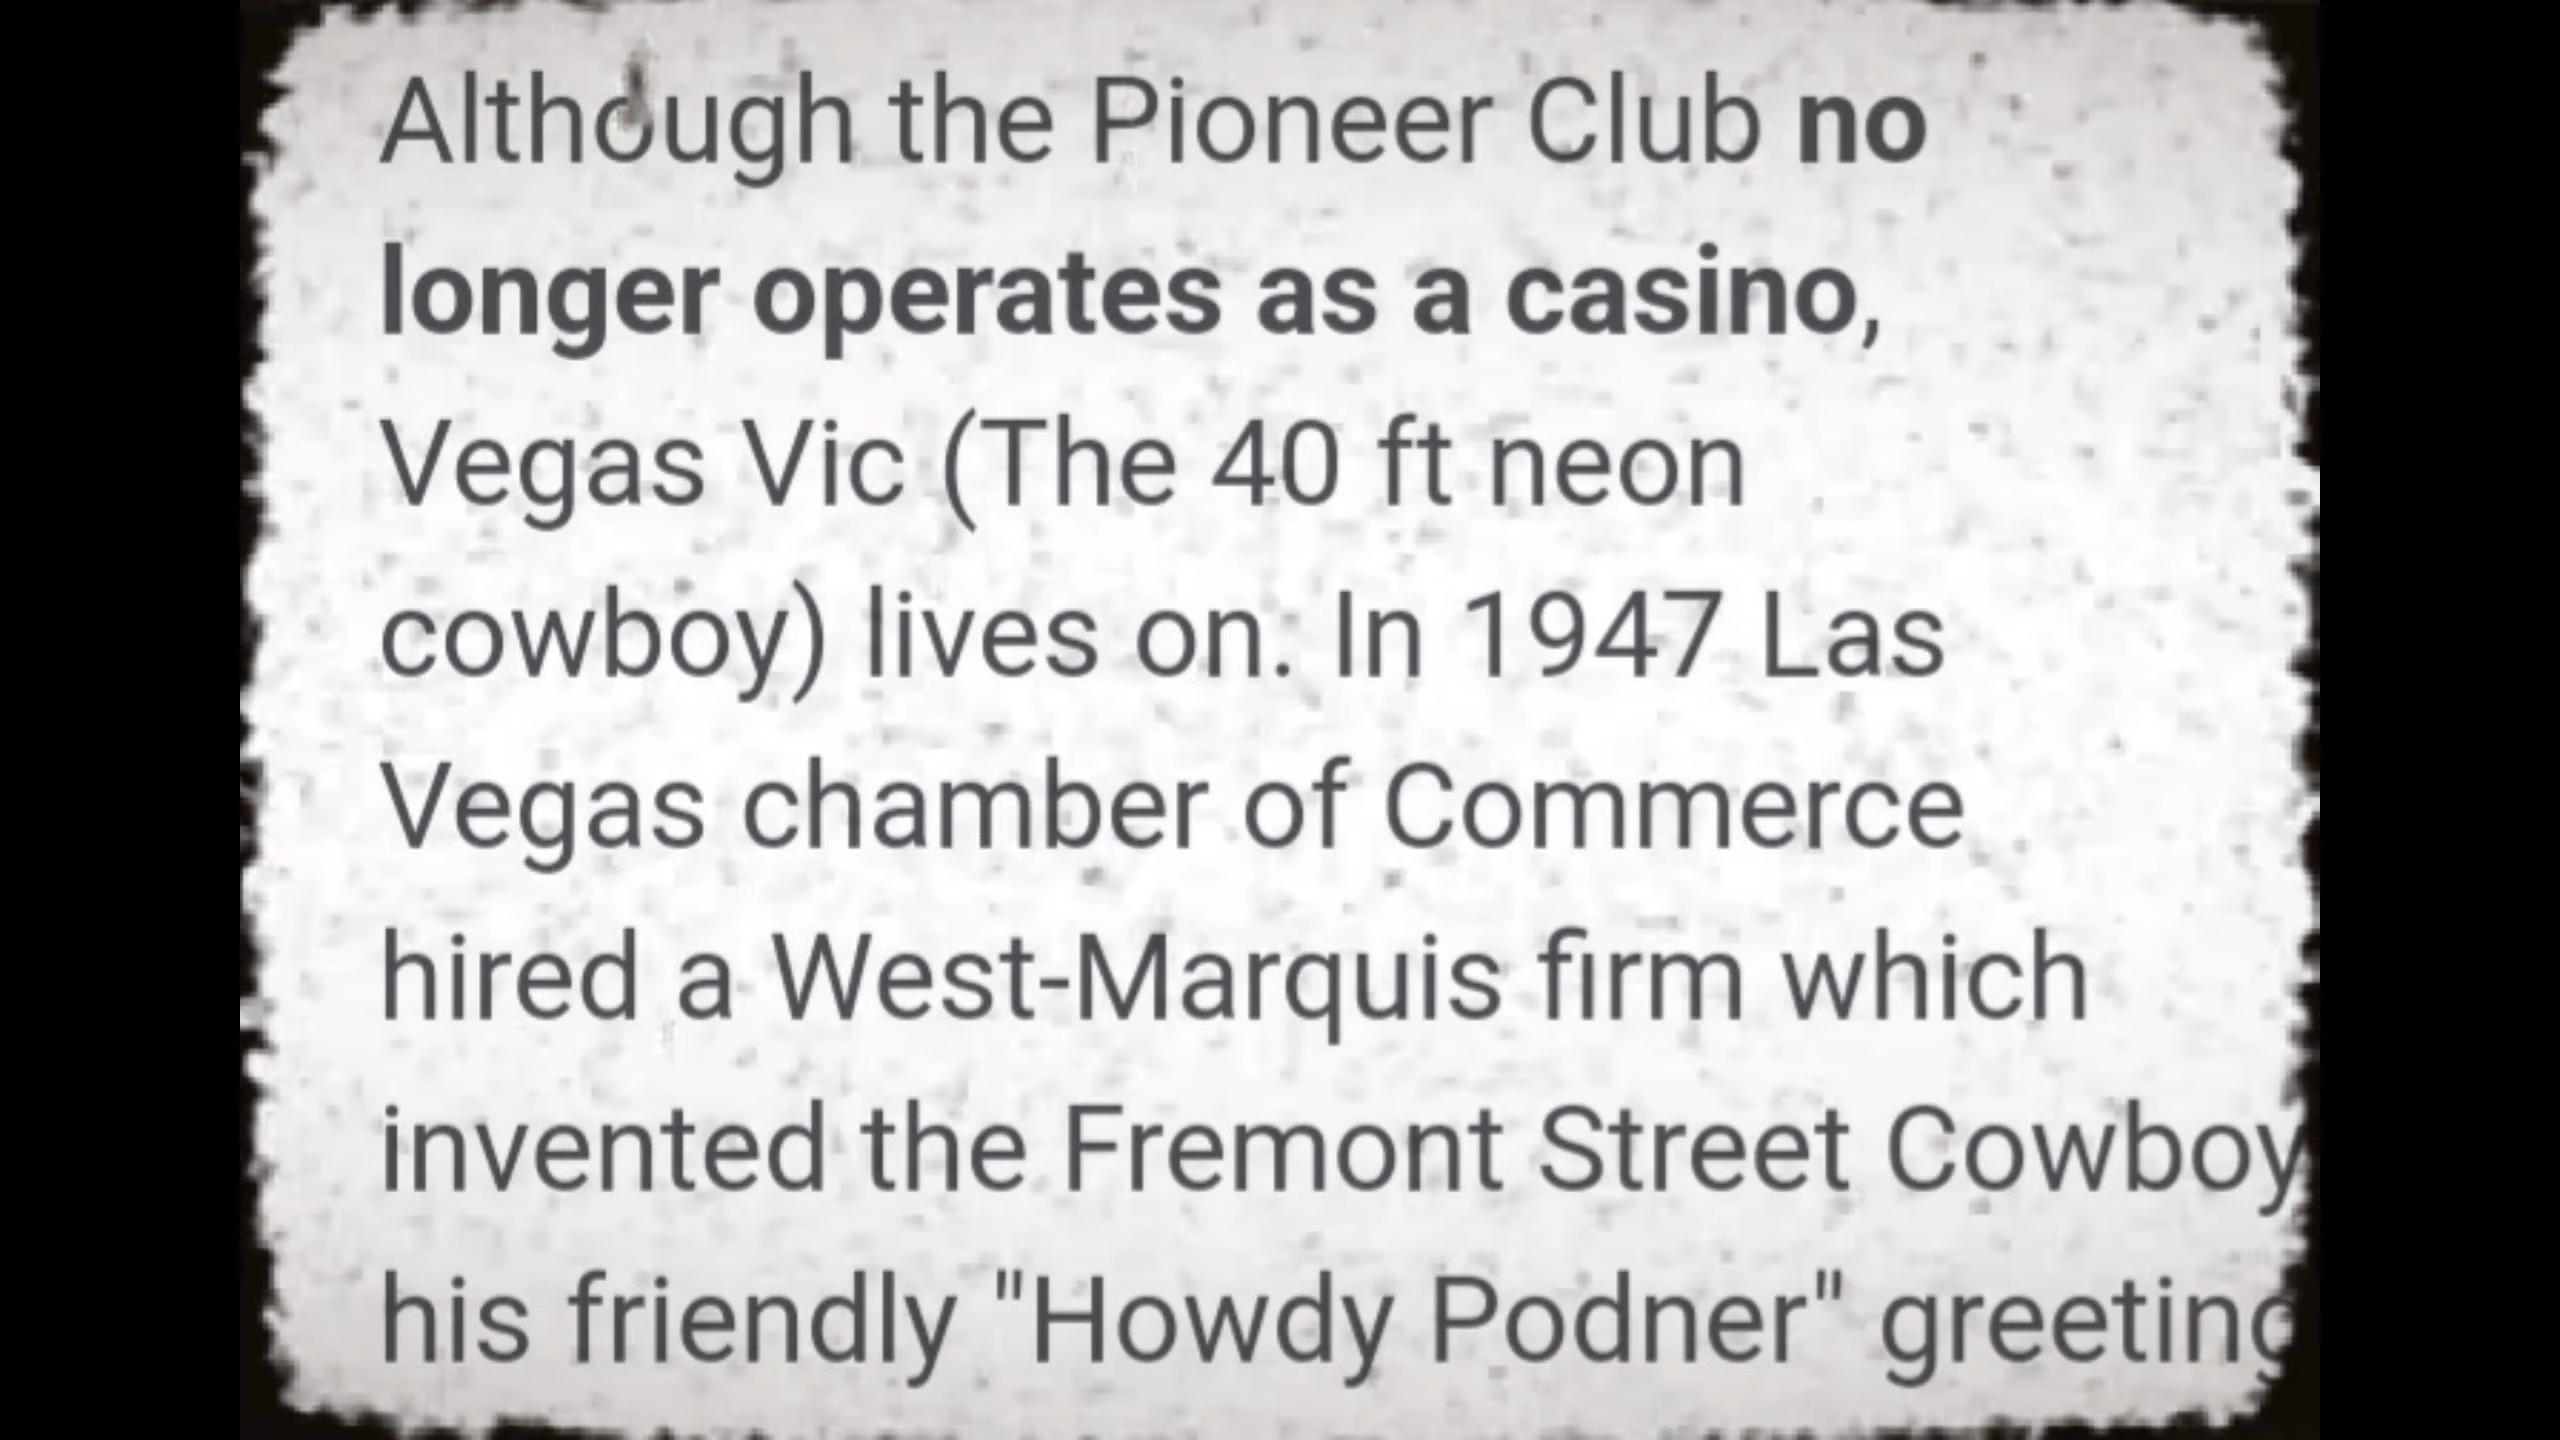 Although the Pioneer Club no
longer operates as a casino,
Vegas Vic (The 40 ft neon
cowboy) lives on. In 1947 Las
Vegas chamber of Commerce
hired a West-Marquis firm which
invented the Fremont Street Cowboy
his friendly "Howdy Podner" greeting